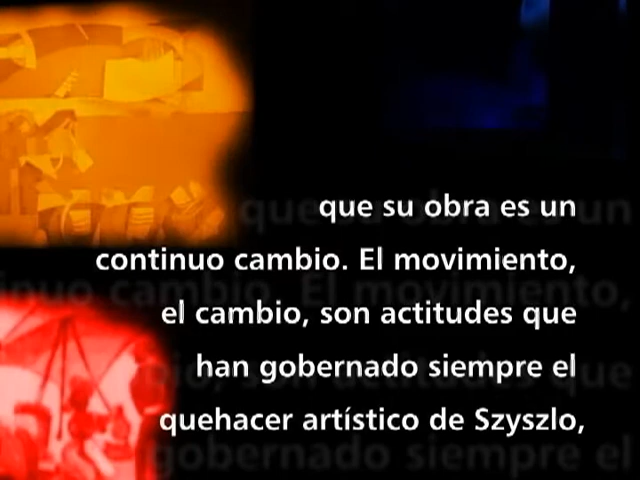 que su obra es un
continuo cambio. El movimiento,
el cambio, son actitudes que
han gobernado siempre el
quehacer artístico de Szyszlo,